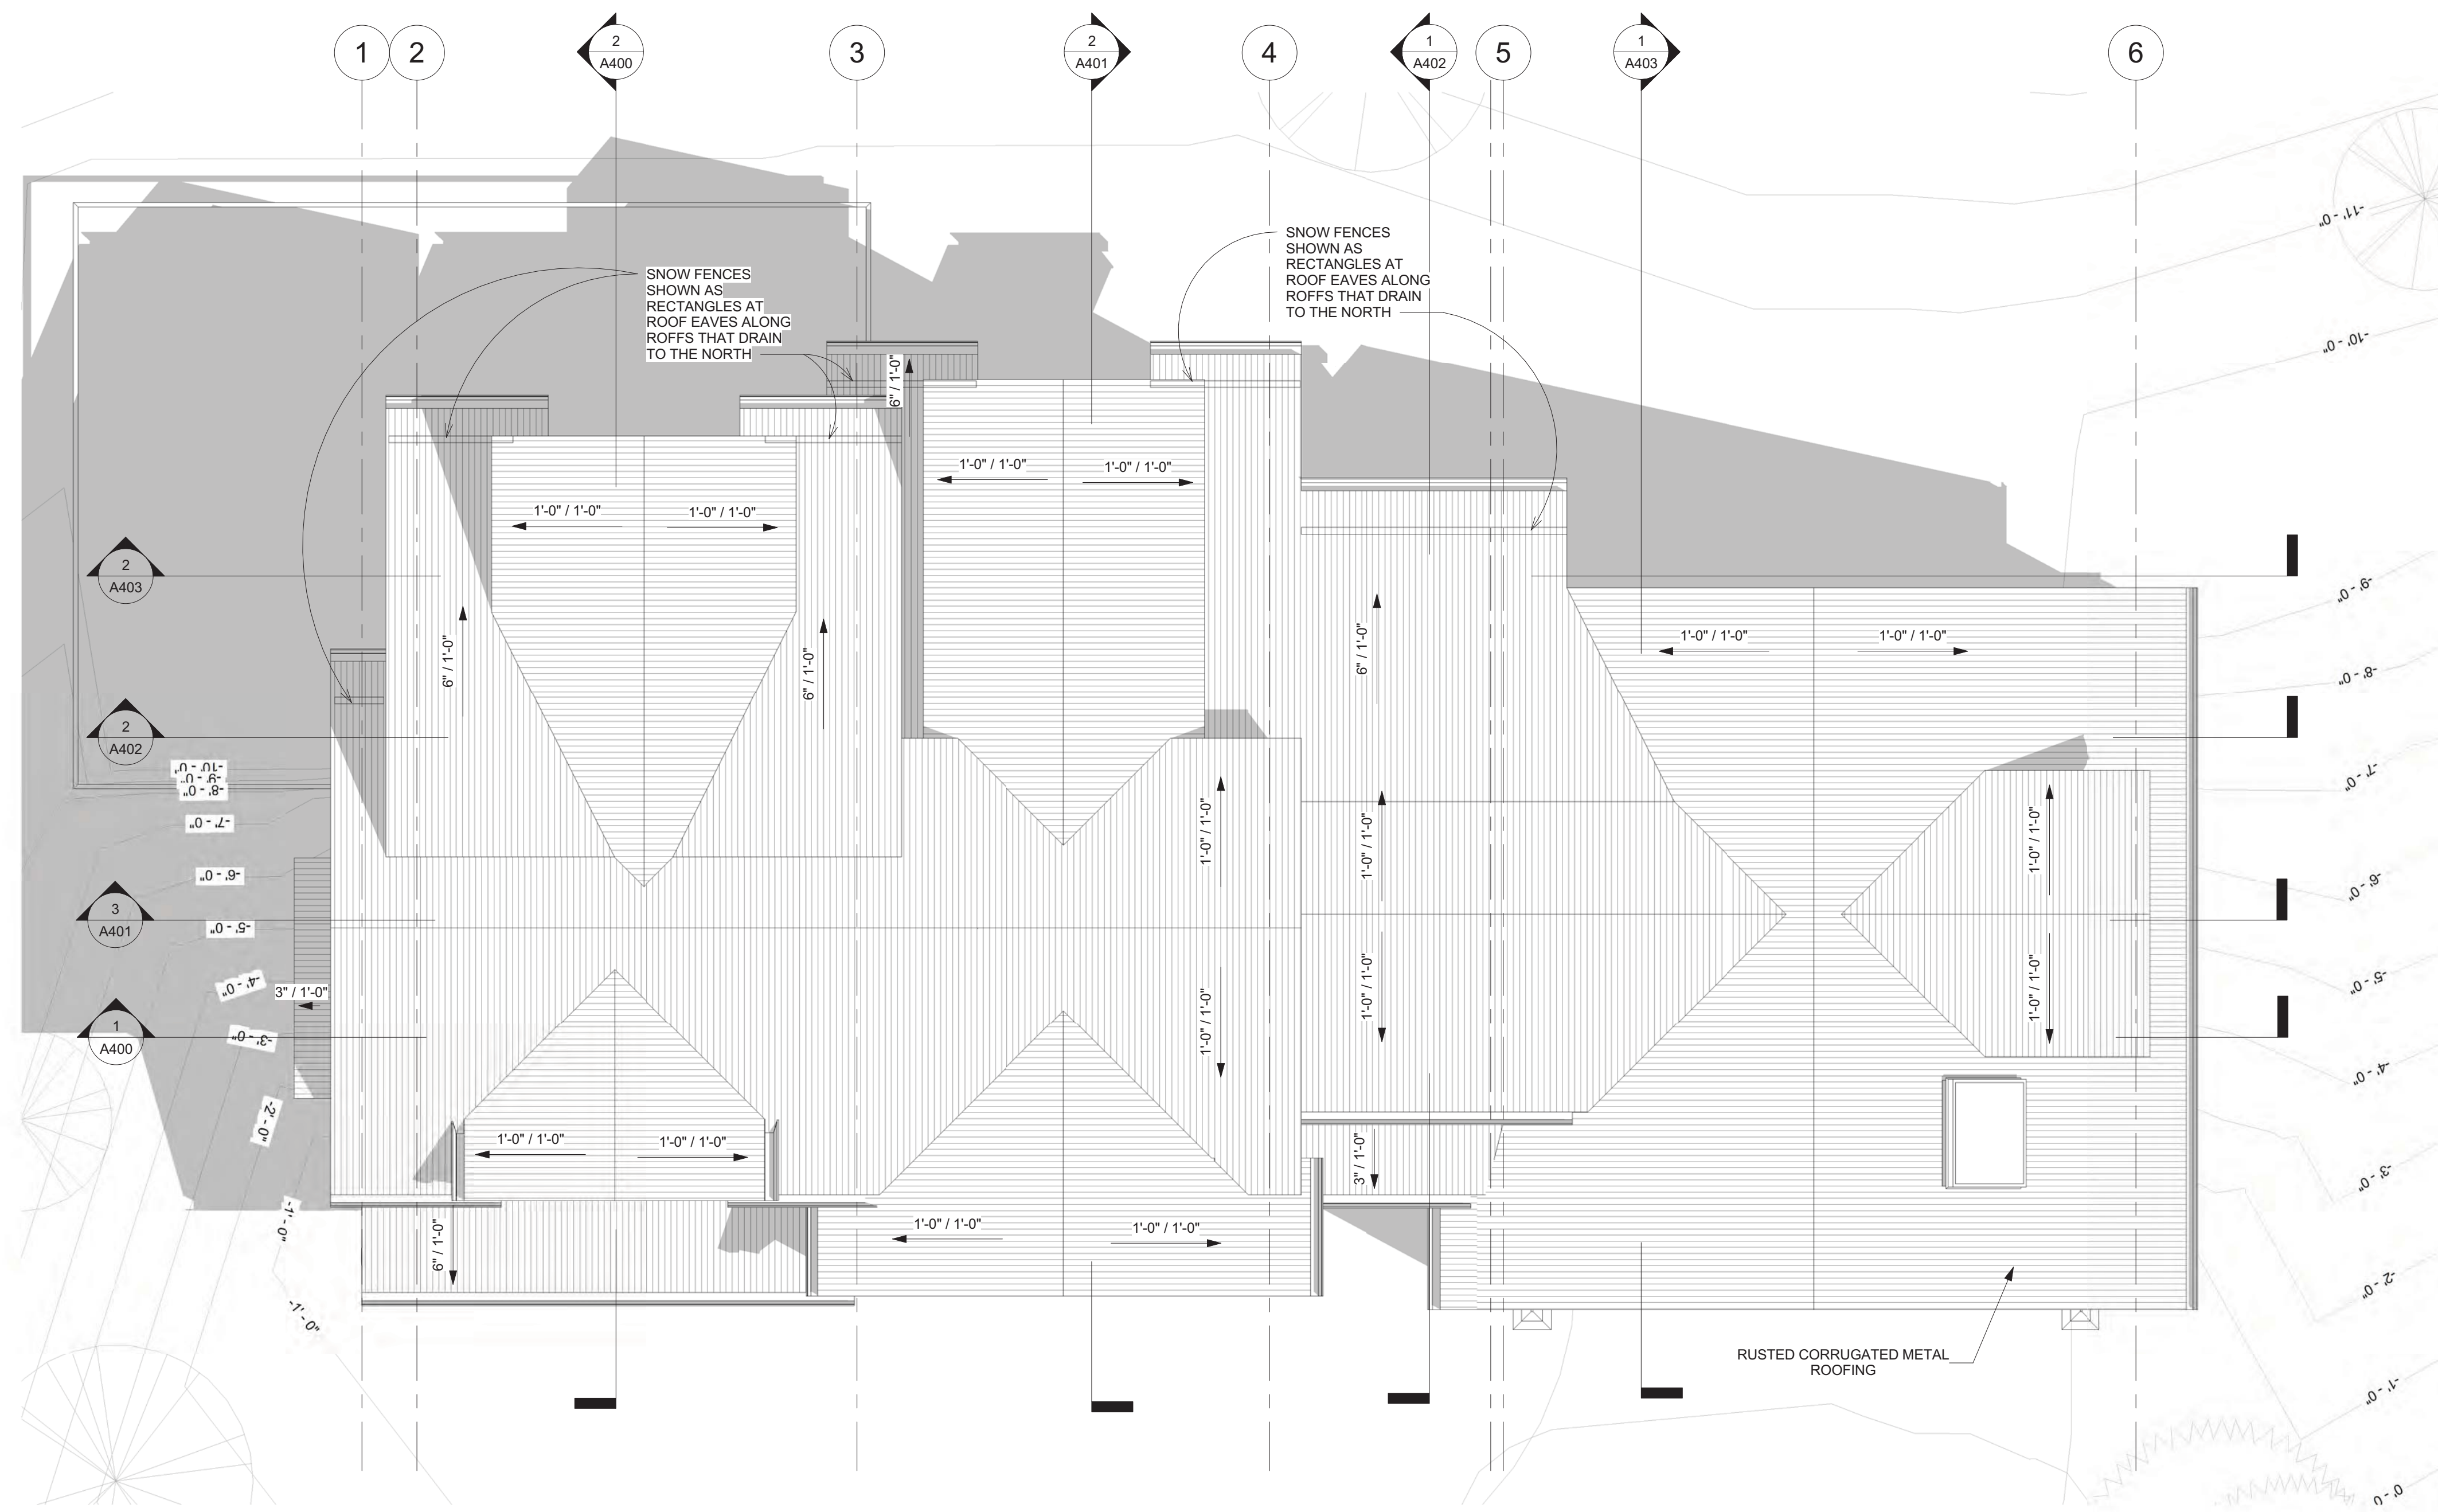 1
2
2
A400
3
2
A401
4
1
A402
5
1
A403
6
-11' - 0"
SNOW FENCES
SHOWN AS
RECTANGLES AT
ROOF EAVES ALONG
ROFFS THAT DRAIN
TO THE NORTH
SNOW FENCES
SHOWN AS
RECTANGLES AT
ROOF EAVES ALONG
ROFFS THAT DRAIN
TO THE NORTH
-10' - 0"
6" / 1'-0"
1'-0" / 1'-0"
1'-0" / 1'-0"
1'-0" / 1'-0"
1'-0" / 1'-0"
2
A403
-9' - 0"
6" / 1'-0"
6" / 1'-0"
6" / 1'-0"
1'-0" / 1'-0"
1'-0" / 1'-0"
-8' - 0"
2
A402
-10' - 0"
-9' - 0"
-8' - 0"
-7' - 0"
-7' - 0"
1'-0" / 1'-0"
1'-0" / 1'-0"
1'-0" / 1'-0"
-6' - 0"
-6' - 0"
3
A401
-5' - 0"
-4' - 0"
3" / 1'-0"
1'-0" / 1'-0"
1'-0" / 1'-0"
1'-0" / 1'-0"
-5' - 0"
1
A400
-3' - 0"
-4' - 0"
-2' - 0"
1'-0" / 1'-0"
1'-0" / 1'-0"
3" / 1'-0"
-3' - 0"
-1' - 0"
6" / 1'-0"
1'-0" / 1'-0"
1'-0" / 1'-0"
-2' - 0"
-1' - 0"
RUSTED CORRUGATED METAL
ROOFING
-1' - 0"
0' - 0